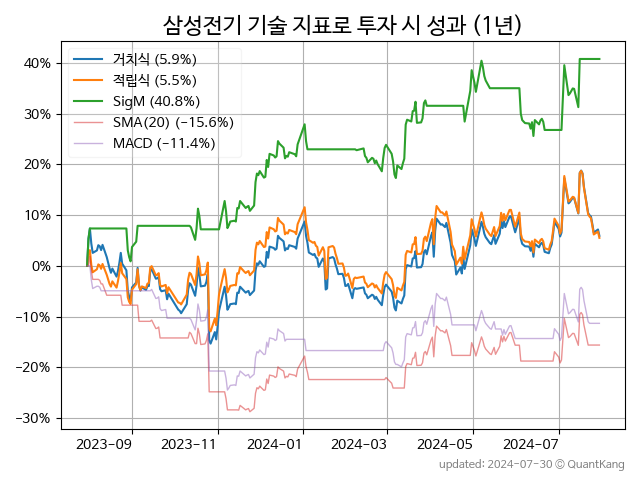 삼성전기 기술 지표로 투자 시 성과 (1년)
거치식 (5.9%)
적립식 (5.5%)
SigM (40.8%)
SMA(20) (−15.6%)
MACD (−11.4%)
40%
30%
20%
10%
0%
−10%
−20%
−30%
2023-09 2023-11 2024-01 2024-03 2024-05 2024-07
updated: 2024-07-30 © QuantKang